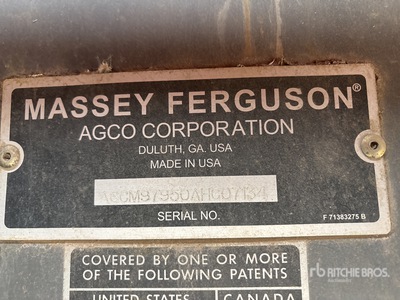 MASSEY FERGUSON®
AGCO CORPORATION
DULUTH, GA. USA
MADE IN USA
SERIAL NO.
F 71383275 B
COVERED BY ONE OR MORE
OF THE FOLLOWING PATENTS
UNITED STATES CANADA
rb RITCHIE BROS.